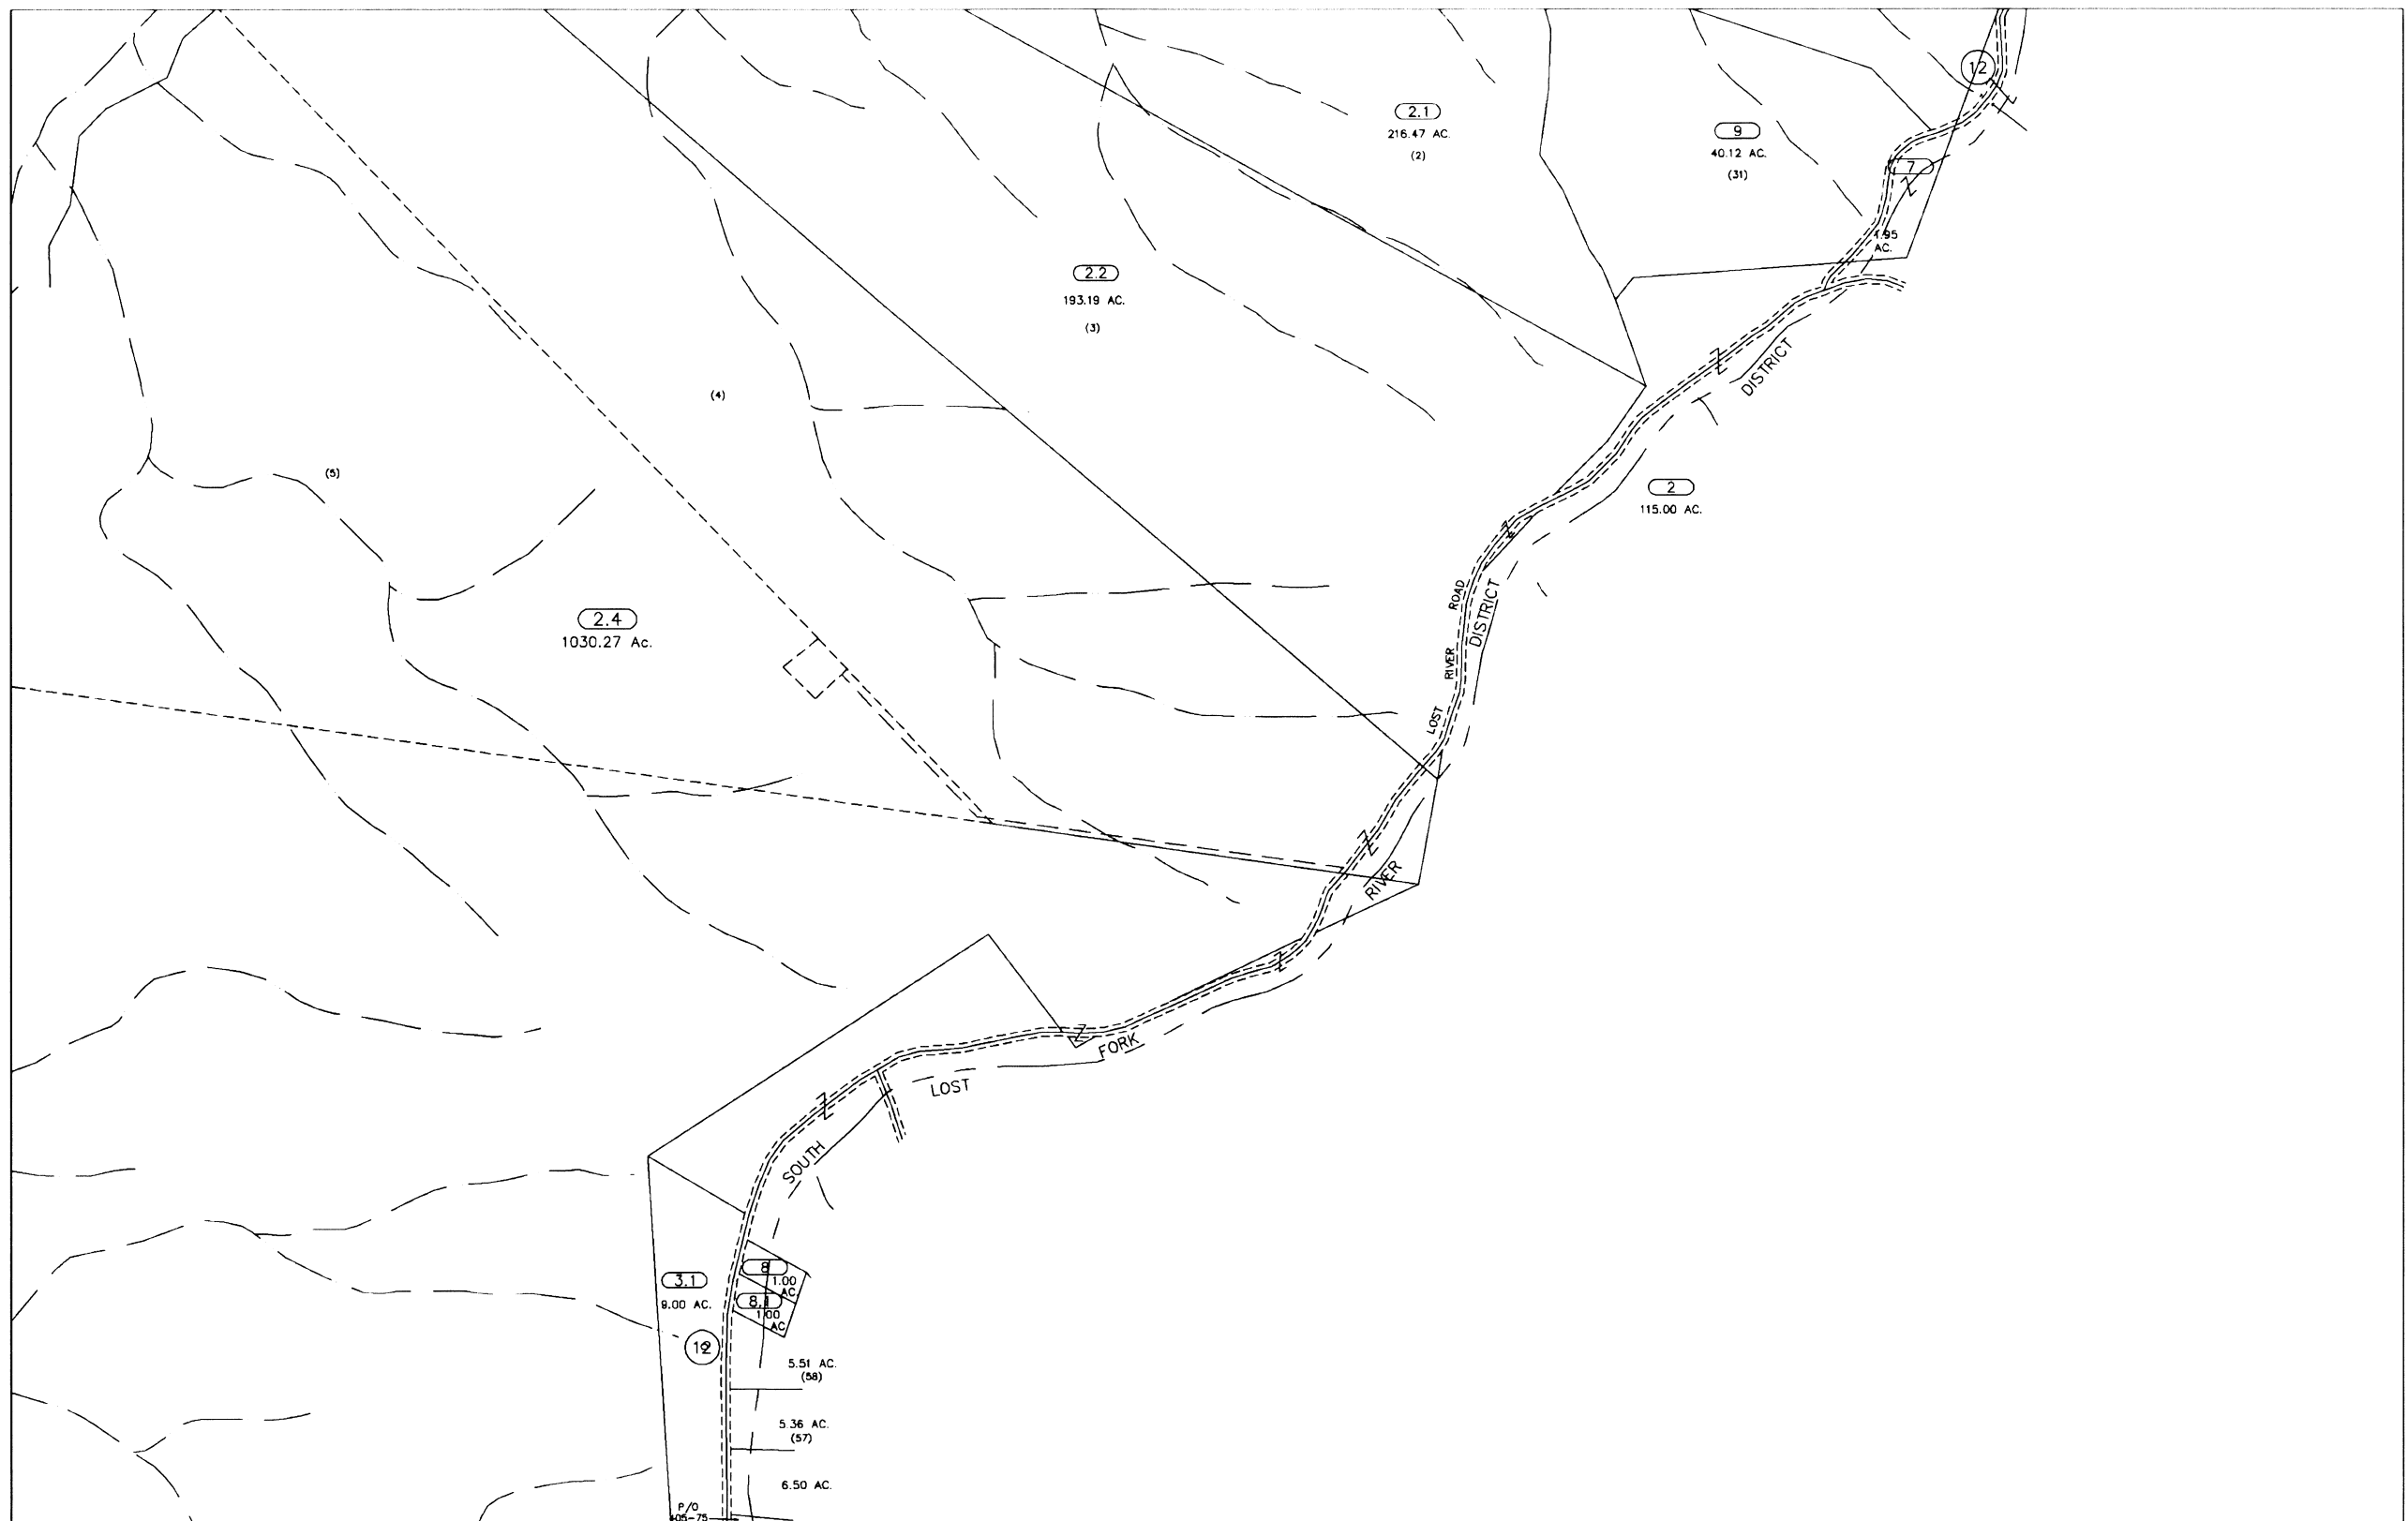 12
2.1
216.47 AC.
(2)
9
40.12 AC.
(31)
7
1.95
AC.
2.2
193.19 AC.
(3)
DISTRICT
(4)
(5)
2
115.00 AC.
ROAD
DISTRICT
2.4
1030.27 Ac.
RIVER
LOST
RIVER
FORK
LOST
SOUTH
8
1.00
AC.
3.1
9.00 AC.
8.1
1.00
AC
5.51 AC.
(58)
5.36 AC.
(57)
6.50 AC.
P/O